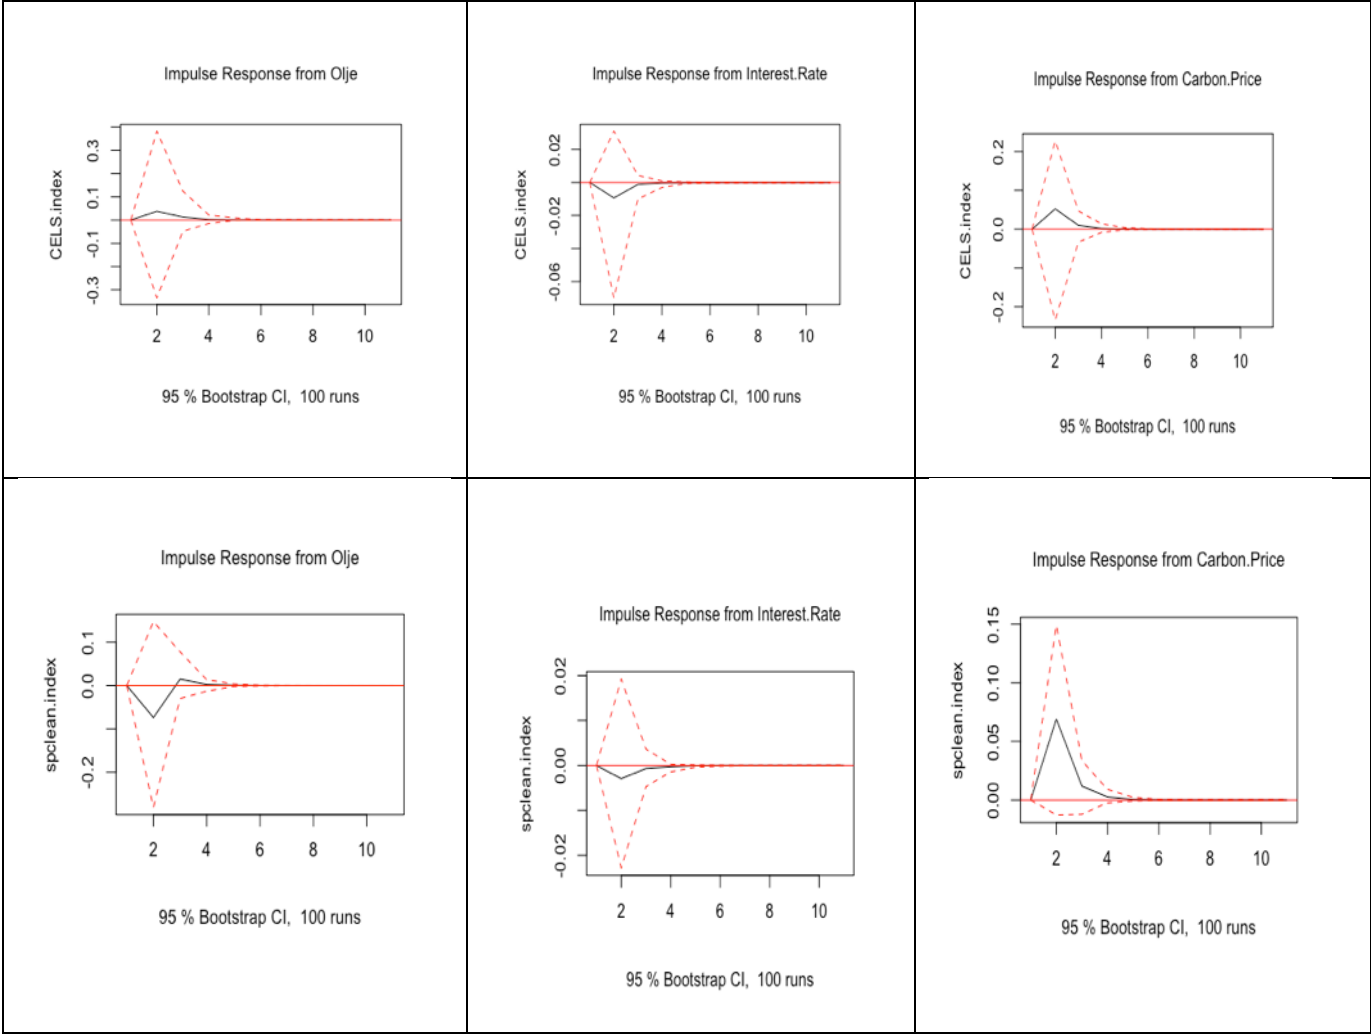 Impulse Response from Olje
CELS.index
0.3
0.1
-0.1
-0.3
2 4 6 8 10
95 % Bootstrap CI, 100 runs
Impulse Response from Interest.Rate
CELS.index
0.02
-0.02
-0.06
2 4 6 8 10
95 % Bootstrap CI, 100 runs
Impulse Response from Carbon.Price
CELS.index
0.2
0.0
-0.2
2 4 6 8 10
95 % Bootstrap CI, 100 runs
Impulse Response from Olje
spclean.index
0.1
0.0
-0.2
2 4 6 8 10
95 % Bootstrap CI, 100 runs
Impulse Response from Interest.Rate
spclean.index
0.02
0.00
-0.02
2 4 6 8 10
95 % Bootstrap CI, 100 runs
Impulse Response from Carbon.Price
spclean.index
0.15
0.10
0.05
0.00
2 4 6 8 10
95 % Bootstrap CI, 100 runs